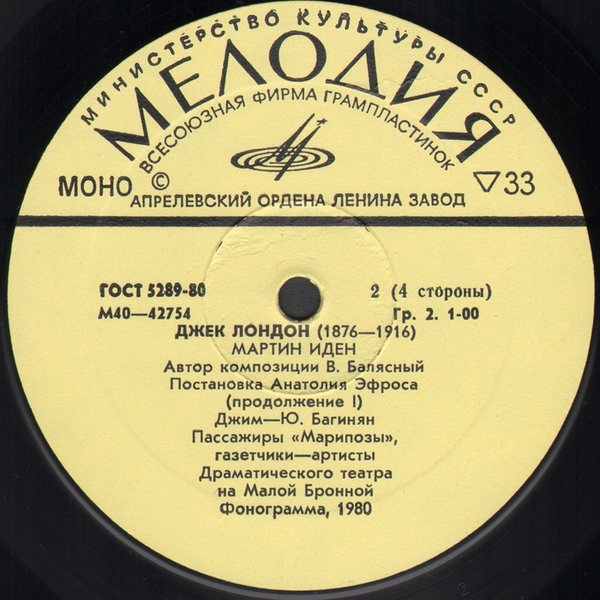 МИНИСТЕРСТВО КУЛЬТУРЫ СССР
МЕЛОДИЯ
ВСЕСОЮЗНАЯ ФИРМА ГРАМПЛАСТИНОК
МОНО © ▽33
АПРЕЛЕВСКИЙ ОРДЕНА ЛЕНИНА ЗАВОД
ГОСТ 5289-80 2 (4 стороны)
М40—42754 Гр. 2. 1-00
ДЖЕК ЛОНДОН (1876—1916)
МАРТИН ИДЕН
Автор композиции В. Балясный
Постановка Анатолия Эфроса
(продолжение I)
Джим—Ю. Багинян
Пассажиры «Марипозы»,
газетчики—артисты
Драматического театра
на Малой Бронной
Фонограмма, 1980